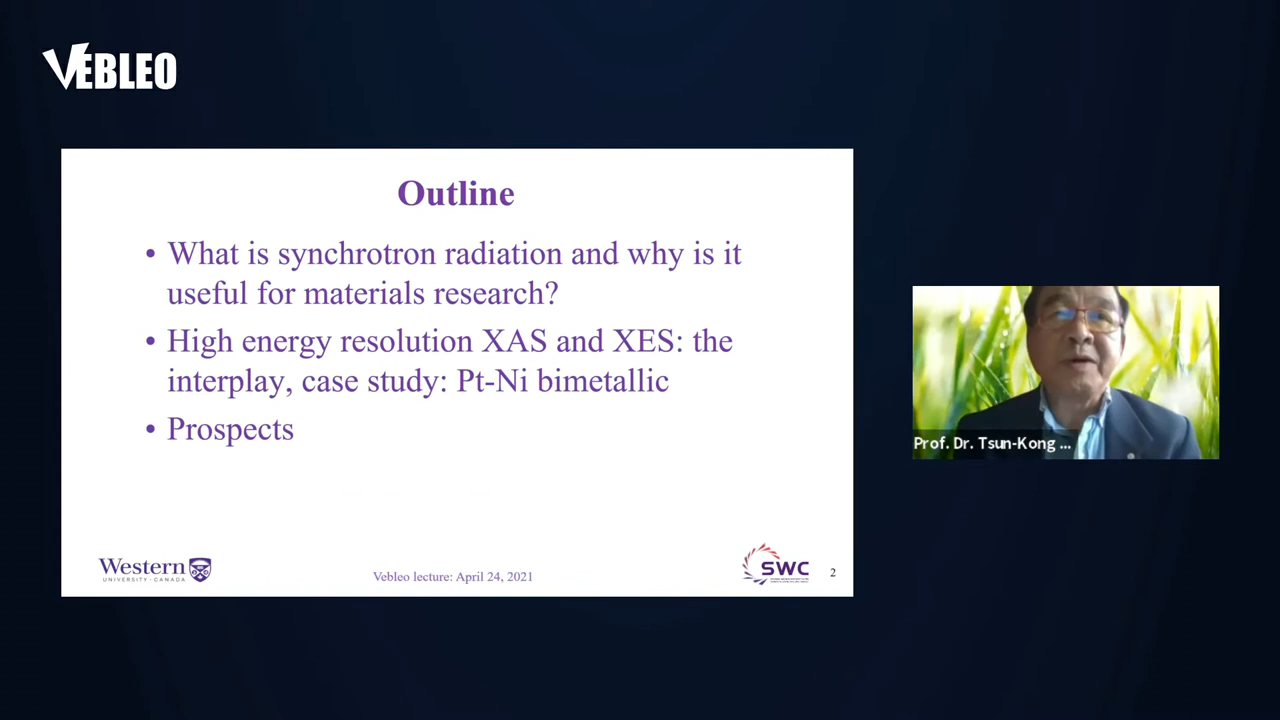 VEBLEO
Outline
• What is synchrotron radiation and why is it
useful for materials research?
• High energy resolution XAS and XES: the
interplay, case study: Pt-Ni bimetallic
• Prospects
Western
UNIVERSITY · CANADA
Vebleo lecture: April 24, 2021
SWC
2
Prof. Dr. Tsun-Kong ...